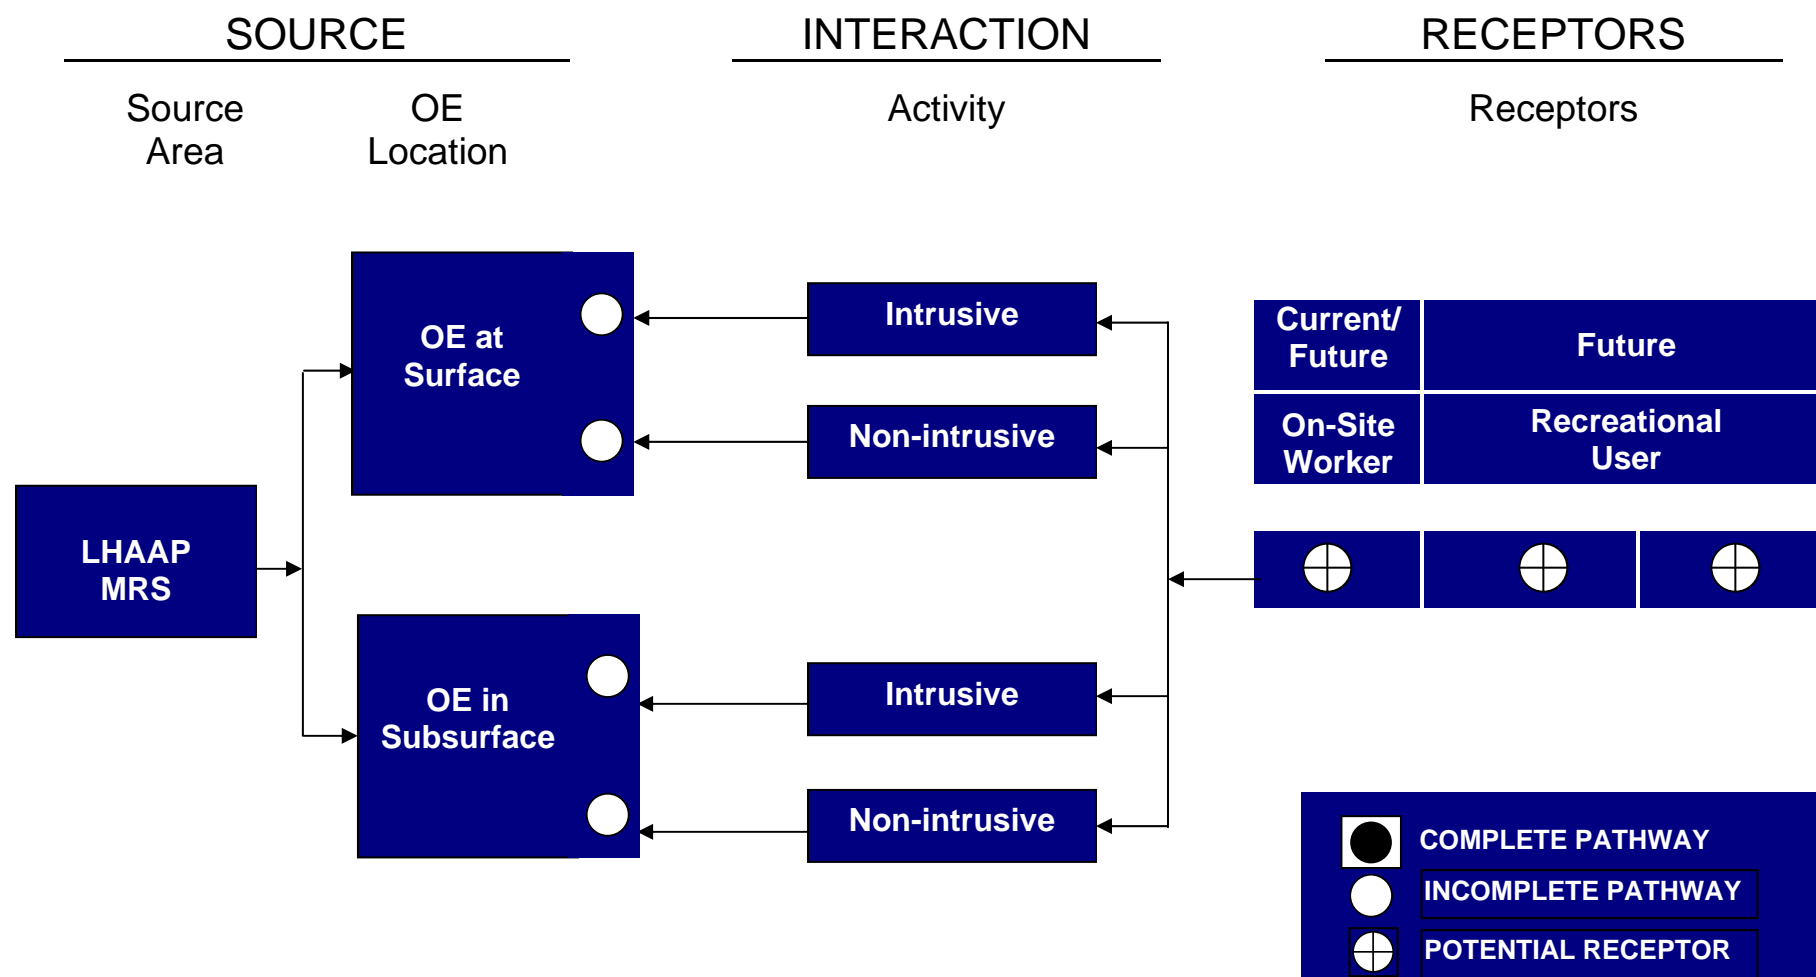 SOURCE
INTERACTION
RECEPTORS
Source
Area
OE
Location
Activity
Receptors
OE at
Surface
Intrusive
Non-intrusive
Current/
Future
Future
On-Site
Worker
Recreational
User
LHAAP
MRS
OE in
Subsurface
Intrusive
Non-intrusive
COMPLETE PATHWAY
INCOMPLETE PATHWAY
POTENTIAL RECEPTOR